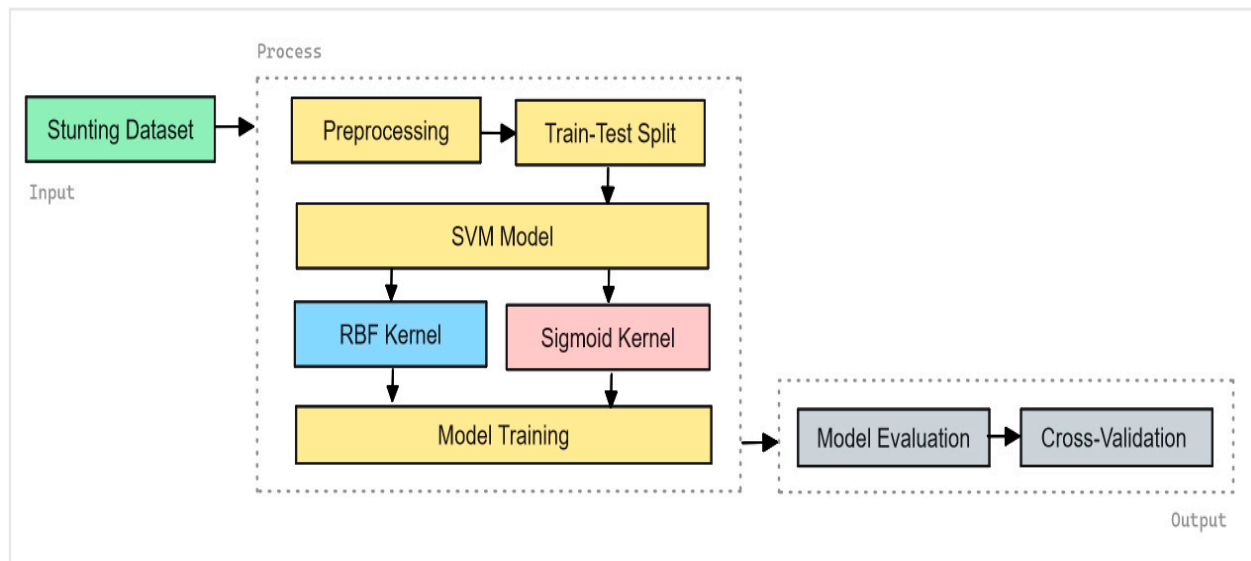 Process
Stunting Dataset
Input
Preprocessing
Train-Test Split
SVM Model
RBF Kernel
Sigmoid Kernel
Model Training
Model Evaluation
Cross-Validation
Output